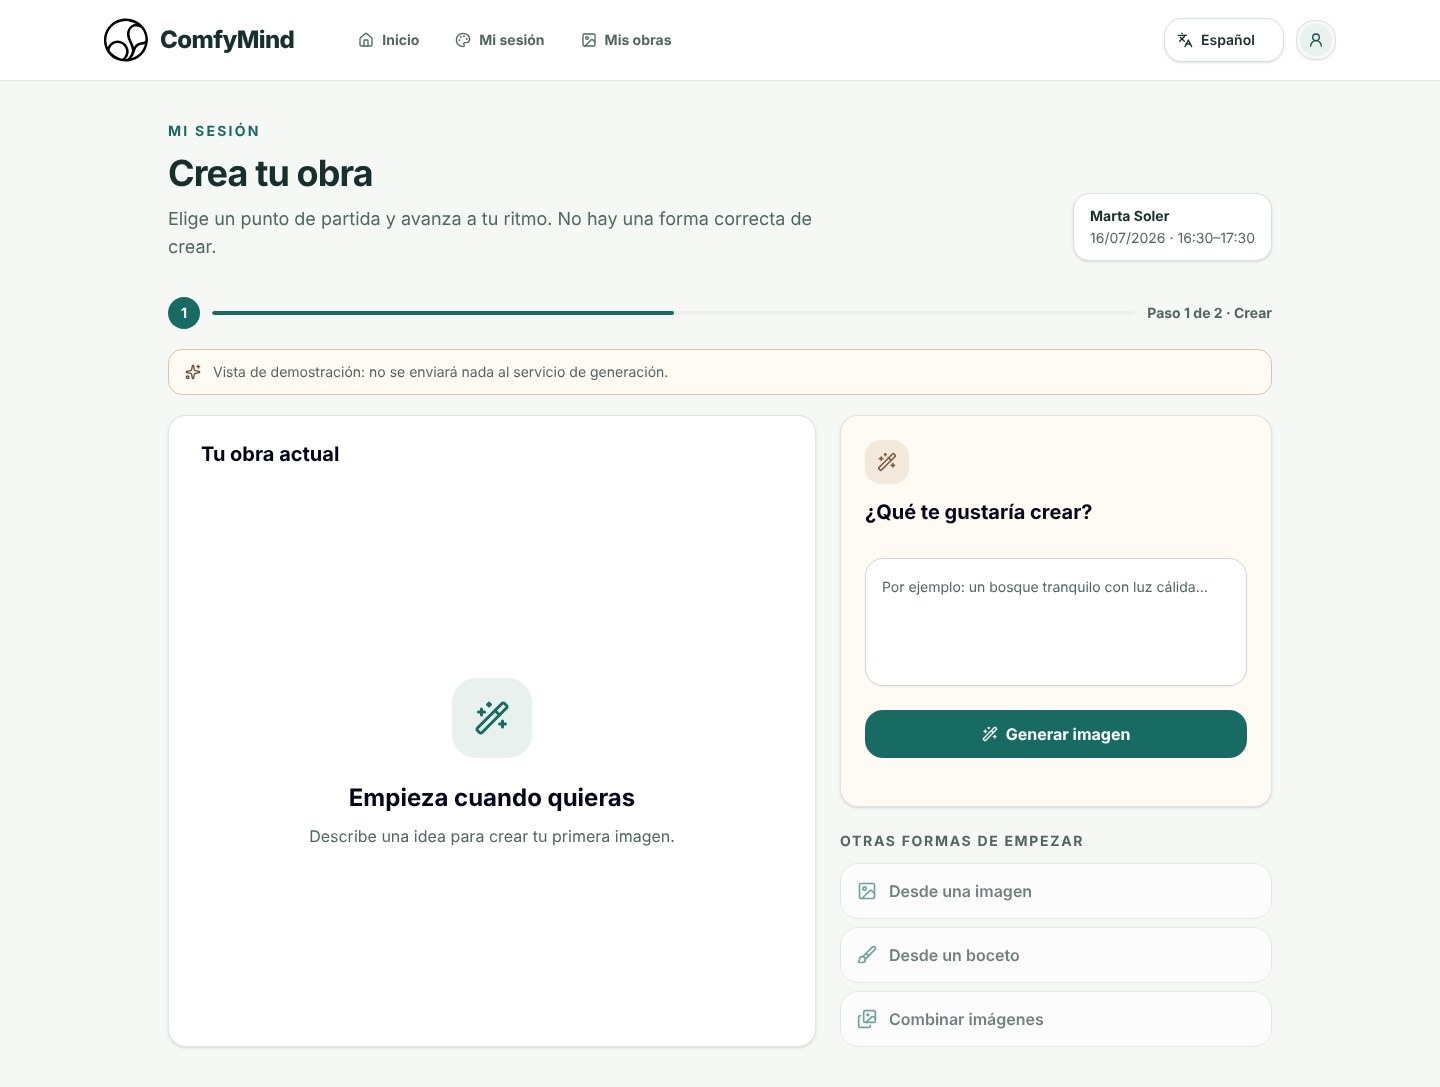 ComfyMind
Inicio
Mi sesión
Mis obras
Español
MI SESIÓN
Crea tu obra
Elige un punto de partida y avanza a tu ritmo. No hay una forma correcta de
crear.
Marta Soler
16/07/2026 · 16:30–17:30
1
Paso 1 de 2 · Crear
Vista de demostración: no se enviará nada al servicio de generación.
Tu obra actual
Empieza cuando quieras
Describe una idea para crear tu primera imagen.
¿Qué te gustaría crear?
Por ejemplo: un bosque tranquilo con luz cálida...
Generar imagen
OTRAS FORMAS DE EMPEZAR
Desde una imagen
Desde un boceto
Combinar imágenes